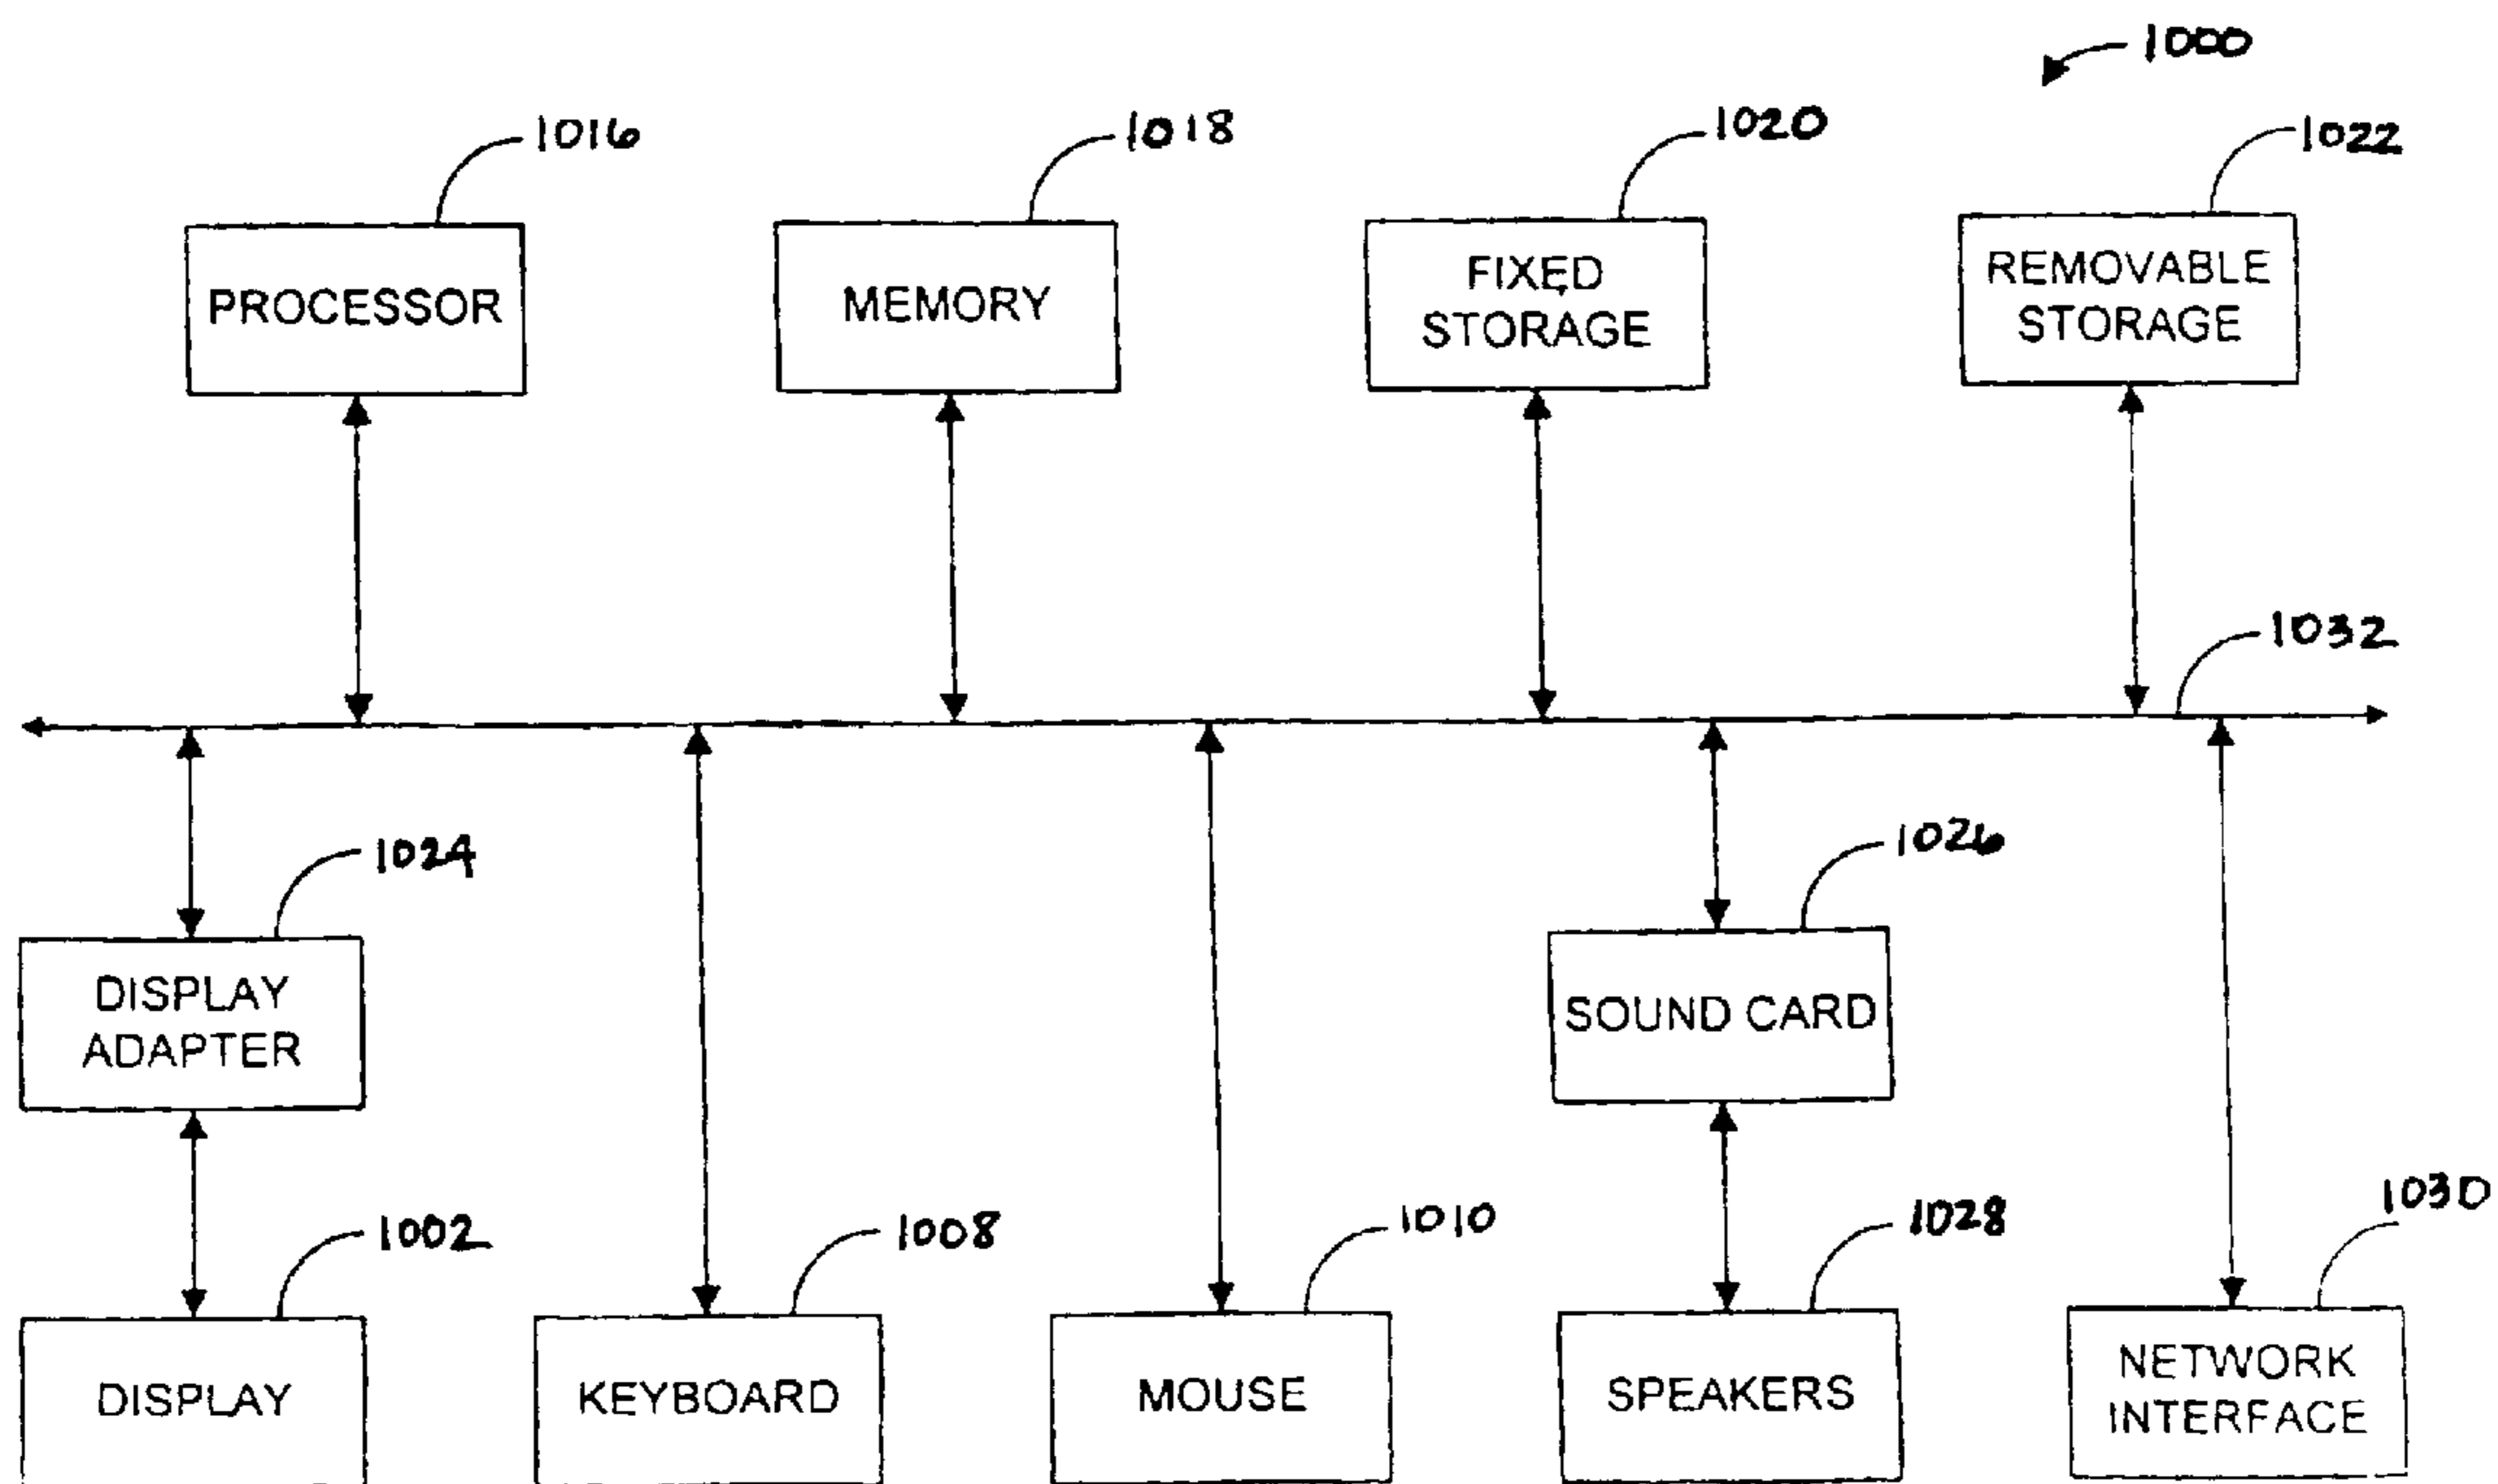 1000
1016
1018
1020
1022
PROCESSOR
MEMORY
FIXED
STORAGE
REMOVABLE
STORAGE
1032
1024
1026
DISPLAY
ADAPTER
SOUND CARD
1002
1008
1010
1028
1030
DISPLAY
KEYBOARD
MOUSE
SPEAKERS
NETWORK
INTERFACE